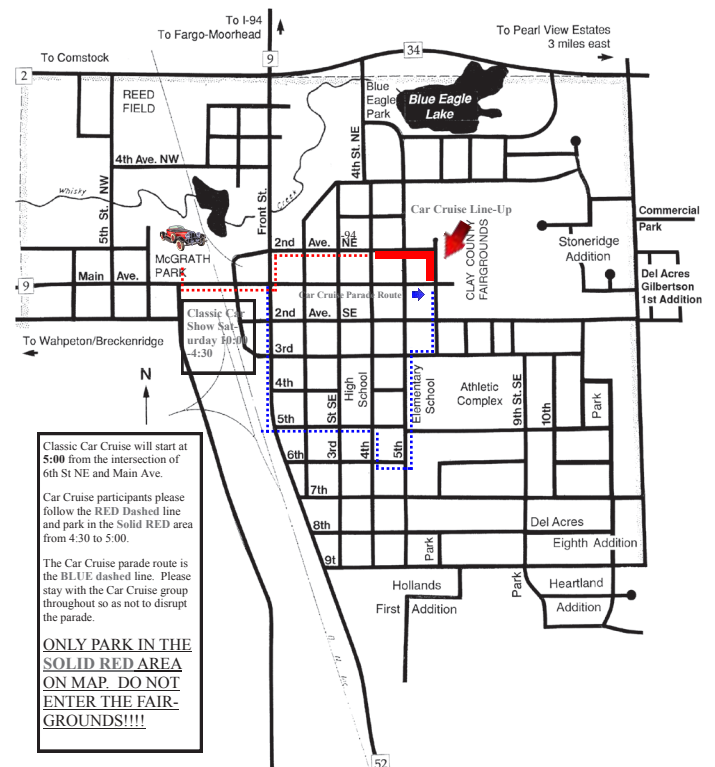 To I-94
To Fargo-Moorhead
9
34
To Pearl View Estates
3 miles east
To Comstock
2
REED
FIELD
Blue
Eagle
Park
Blue Eagle
Lake
4th St. NE
4th Ave. NW
5th St. NW
Whisky
Creek
Front St.
Car Cruise Line-Up
Commercial
Park
2nd Ave. NE
-94
CLAY COUNTY
FAIRGROUNDS
Stoneridge
Addition
McGRATH
PARK
Main Ave.
9
Del Acres
Gilbertson
1st Addition
Car Cruise Parade Route
Classic Car
Show Sat-
urday 10:00
-4:30
2nd Ave. SE
To Wahpeton/Breckenridge
3rd
N
4th
High
School
Elementary
School
Athletic
Complex
9th St. SE
10th
Park
5th
St. SE
3rd
4th
5th
6th
7th
8th
Del Acres
Eighth Addition
9t
Park
Hollands
First Addition
Park
Heartland
Addition
52
Classic Car Cruise will start at
5:00 from the intersection of
6th St NE and Main Ave.
Car Cruise participants please
follow the RED Dashed line
and park in the Solid RED area
from 4:30 to 5:00.
The Car Cruise parade route is
the BLUE dashed line. Please
stay with the Car Cruise group
throughout so as not to disrupt
the parade.
ONLY PARK IN THE
SOLID RED AREA
ON MAP. DO NOT
ENTER THE FAIR-
GROUNDS!!!!